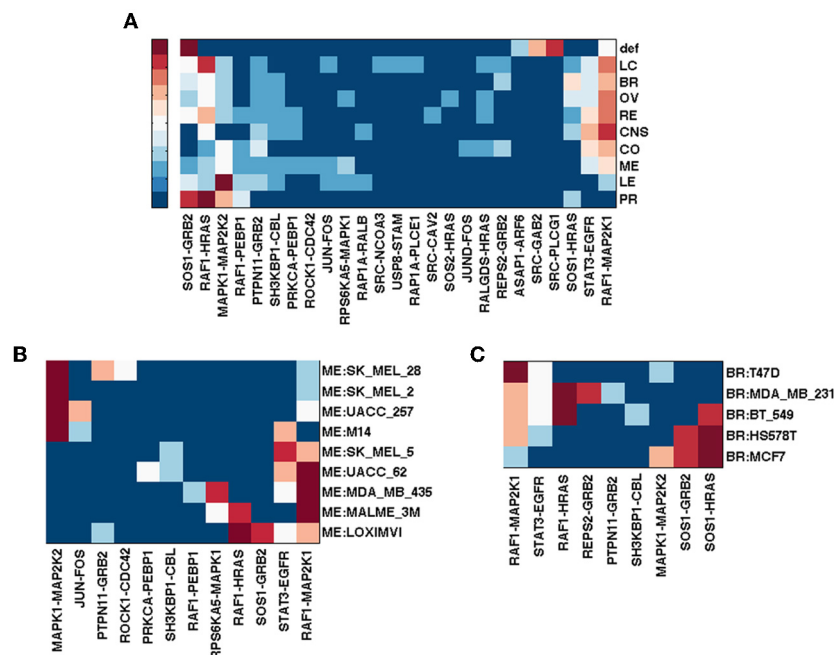 A
def
LC
BR
OV
RE
CNS
CO
ME
LE
PR
SOS1-GRB2
RAF1-HRAS
MAPK1-MAP2K2
RAF1-PEBP1
PTPN11-GRB2
SH3KBP1-CBL
PRKCA-PEBP1
ROCK1-CDC42
JUN-FOS
RPS6KA5-MAPK1
RAP1A-RALB
SRC-NCOA3
USP8-STAM
RAP1A-PLCE1
SRC-CAV2
SOS2-HRAS
JUND-FOS
RALGDS-HRAS
REPS2-GRB2
ASAP1-ARF6
SRC-GAB2
SRC-PLCG1
SOS1-HRAS
STAT3-EGFR
RAF1-MAP2K1
B
ME:SK_MEL_28
ME:SK_MEL_2
ME:UACC_257
ME:M14
ME:SK_MEL_5
ME:UACC_62
ME:MDA_MB_435
ME:MALME_3M
ME:LOXIMVI
MAPK1-MAP2K2
JUN-FOS
PTPN11-GRB2
ROCK1-CDC42
PRKCA-PEBP1
SH3KBP1-CBL
RAF1-PEBP1
RPS6KA5-MAPK1
RAF1-HRAS
SOS1-GRB2
STAT3-EGFR
RAF1-MAP2K1
C
BR:T47D
BR:MDA_MB_231
BR:BT_549
BR:HS578T
BR:MCF7
RAF1-MAP2K1
STAT3-EGFR
RAF1-HRAS
REPS2-GRB2
PTPN11-GRB2
SH3KBP1-CBL
MAPK1-MAP2K2
SOS1-GRB2
SOS1-HRAS